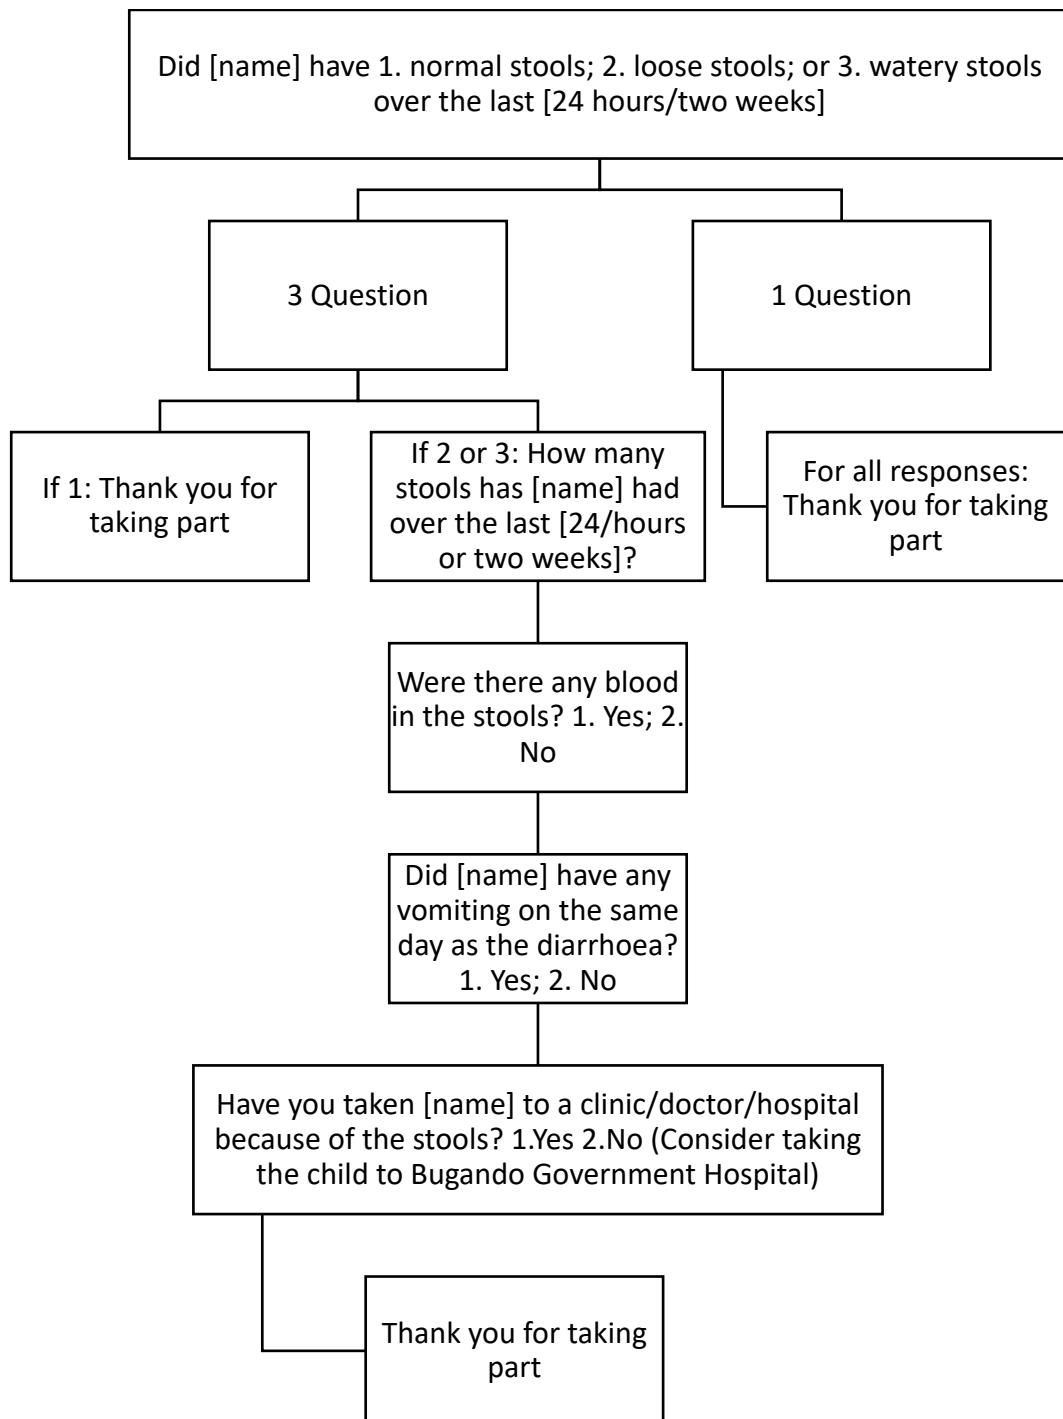 Did [name] have 1. normal stools; 2. loose stools; or 3. watery stools
over the last [24 hours/two weeks]
3 Question
1 Question
If 1: Thank you for
taking part
If 2 or 3: How many
stools has [name] had
over the last [24/hours
or two weeks]?
For all responses:
Thank you for taking
part
Were there any blood
in the stools? 1. Yes; 2.
No
Did [name] have any
vomiting on the same
day as the diarrhoea?
1. Yes; 2. No
Have you taken [name] to a clinic/doctor/hospital
because of the stools? 1.Yes 2.No (Consider taking
the child to Bugando Government Hospital)
Thank you for taking
part